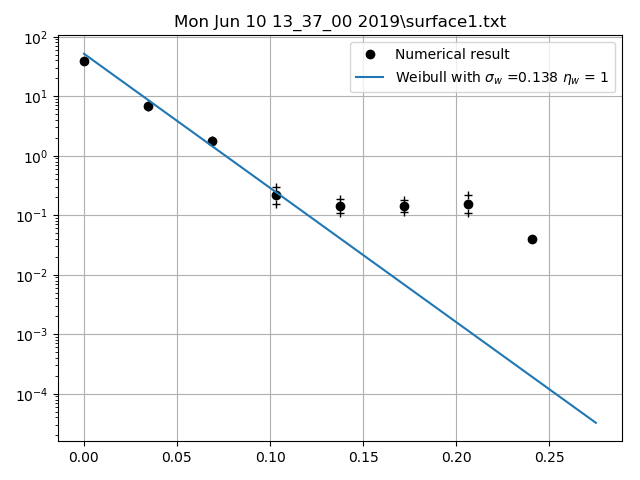 Mon Jun 10 13_37_00 2019\surface1.txt
Numerical result
Weibull with σ_w =0.138 η_w = 1
10^2
10^1
10^0
10^−1
10^−2
10^−3
10^−4
0.00 0.05 0.10 0.15 0.20 0.25